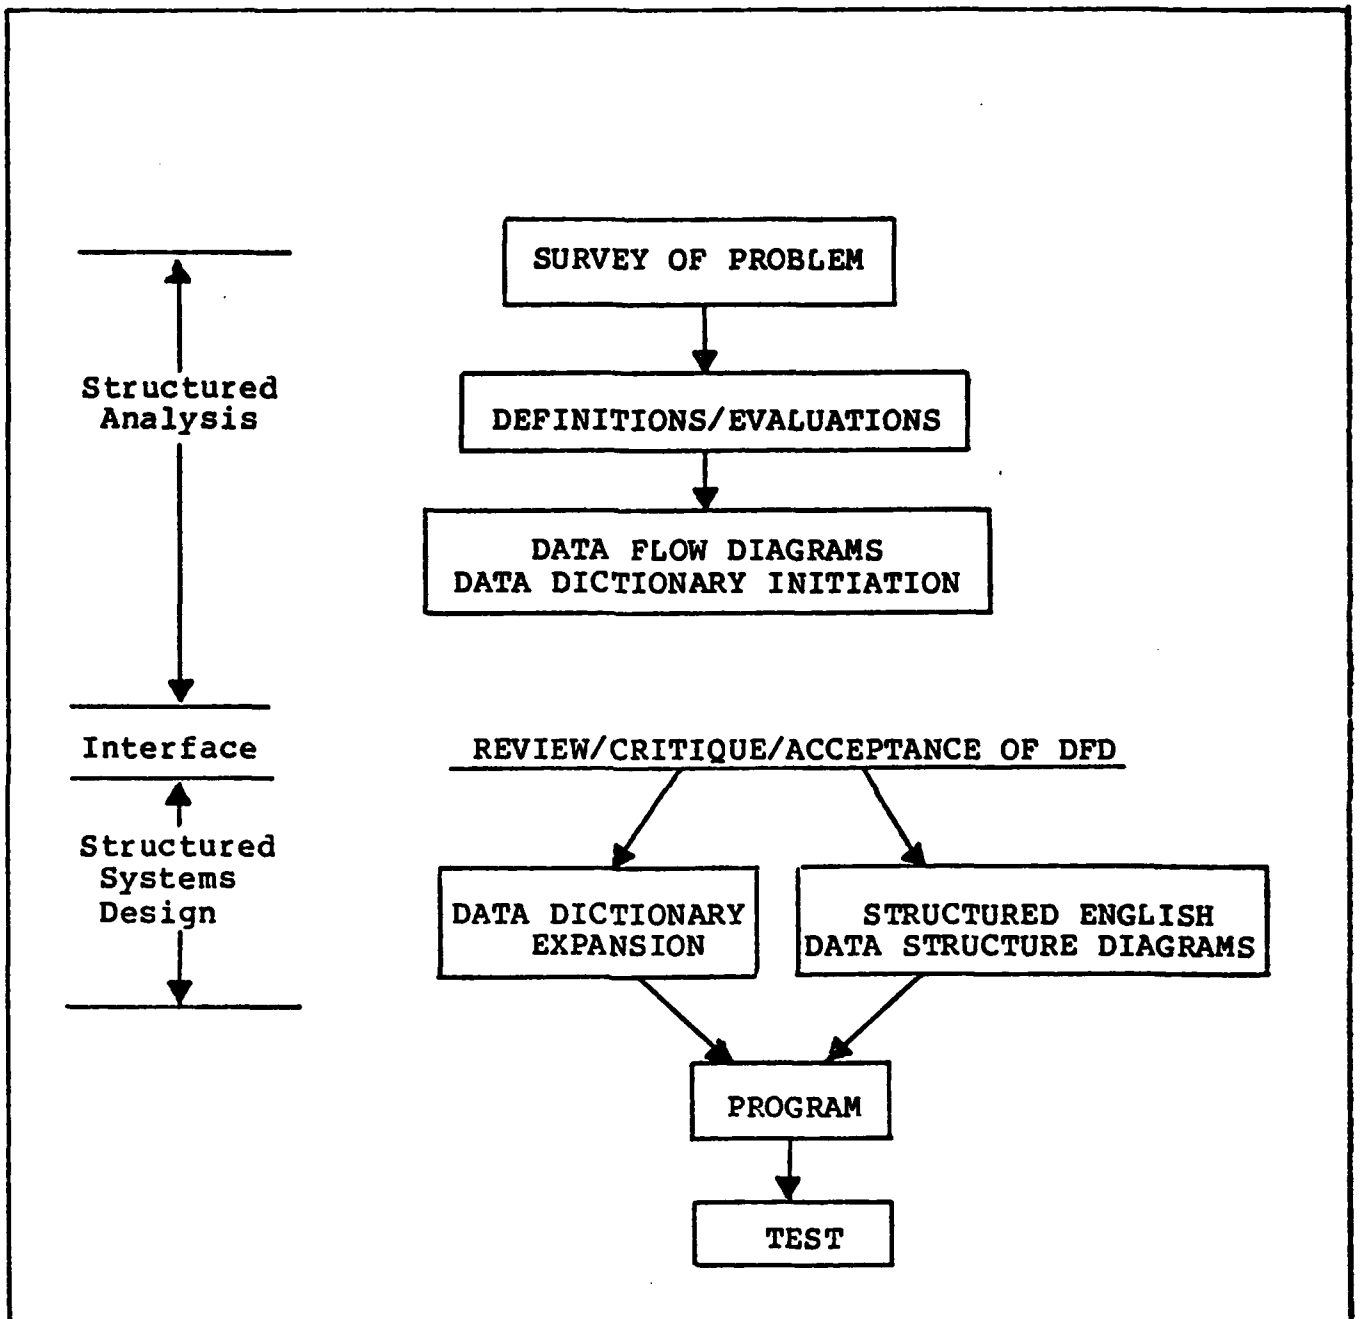 SURVEY OF PROBLEM
Structured
Analysis
DEFINITIONS/EVALUATIONS
DATA FLOW DIAGRAMS
DATA DICTIONARY INITIATION
Interface
REVIEW/CRITIQUE/ACCEPTANCE OF DFD
Structured
Systems
Design
DATA DICTIONARY
EXPANSION
STRUCTURED ENGLISH
DATA STRUCTURE DIAGRAMS
PROGRAM
TEST